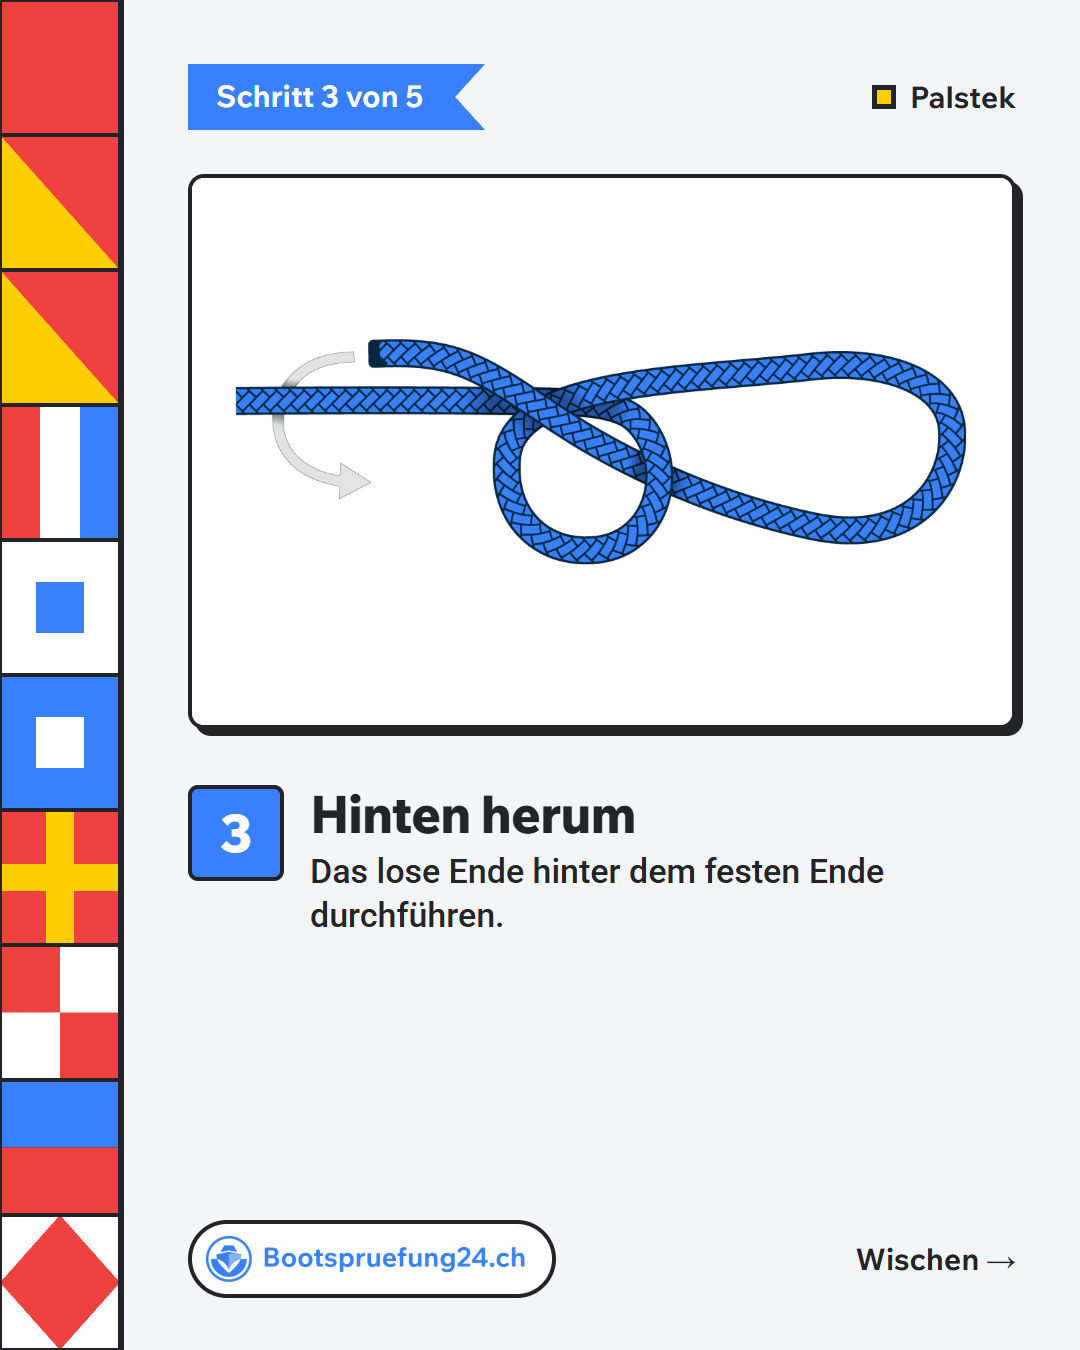 Schritt 3 von 5
Palstek
3
Hinten herum
Das lose Ende hinter dem festen Ende
durchführen.
Bootspruefung24.ch
Wischen →